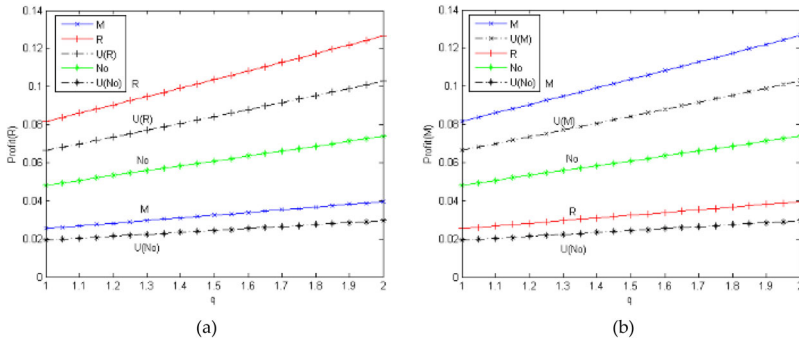 0.14
0.12
0.1
0.08
0.06
0.04
0.02
0
Profit(R)
M
R
U(R)
No
U(No)
R
U(R)
No
M
U(No)
1 1.1 1.2 1.3 1.4 1.5 1.6 1.7 1.8 1.9 2
q
(a)
0.14
0.12
0.1
0.08
0.06
0.04
0.02
0
Profit(M)
M
U(M)
R
No
U(No)
M
U(M)
No
R
U(No)
1 1.1 1.2 1.3 1.4 1.5 1.6 1.7 1.8 1.9 2
q
(b)